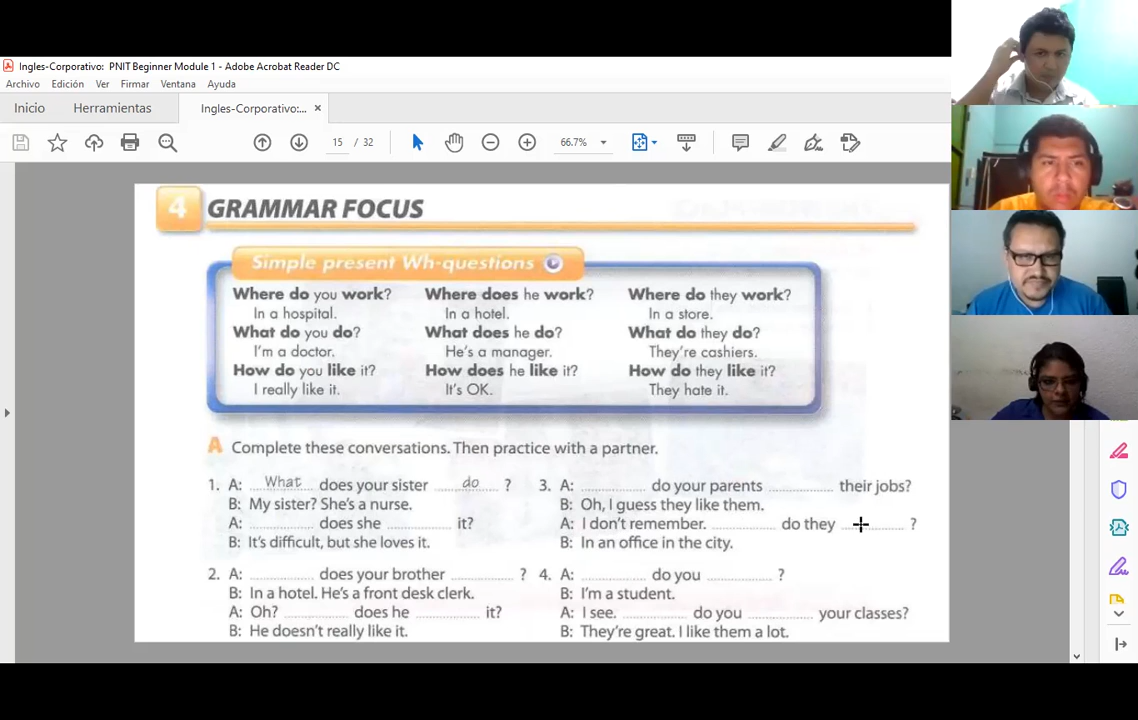 Ingles-Corporativo: PNIT Beginner Module 1 - Adobe Acrobat Reader DC
Archivo Edición Ver Firmar Ventana Ayuda
Inicio Herramientas Ingles-Corporativo:... ×
15 / 32 66.7%
4 GRAMMAR FOCUS
Simple present Wh-questions
Where do you work? Where does he work? Where do they work?
In a hospital. In a hotel. In a store.
What do you do? What does he do? What do they do?
I'm a doctor. He's a manager. They're cashiers.
How do you like it? How does he like it? How do they like it?
I really like it. It's OK. They hate it.
A Complete these conversations. Then practice with a partner.
1. A: What does your sister do ?
B: My sister? She's a nurse.
A: ............ does she ............ it?
B: It's difficult, but she loves it.
2. A: ............ does your brother ............ ?
B: In a hotel. He's a front desk clerk.
A: Oh? ............ does he ............ it?
B: He doesn't really like it.
3. A: ............ do your parents ............ their jobs?
B: Oh, I guess they like them.
A: I don't remember. ............ do they ............ ?
B: In an office in the city.
4. A: ............ do you ............ ?
B: I'm a student.
A: I see. ............ do you ............ your classes?
B: They're great. I like them a lot.